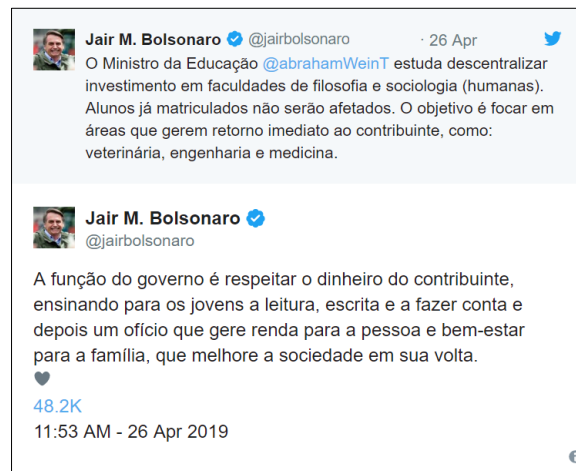 Jair M. Bolsonaro @jairbolsonaro · 26 Apr
O Ministro da Educação @abrahamWeinT estuda descentralizar
investimento em faculdades de filosofia e sociologia (humanas).
Alunos já matriculados não serão afetados. O objetivo é focar em
áreas que gerem retorno imediato ao contribuinte, como:
veterinária, engenharia e medicina.
Jair M. Bolsonaro
@jairbolsonaro
A função do governo é respeitar o dinheiro do contribuinte,
ensinando para os jovens a leitura, escrita e a fazer conta e
depois um ofício que gere renda para a pessoa e bem-estar
para a família, que melhore a sociedade em sua volta.
48.2K
11:53 AM - 26 Apr 2019